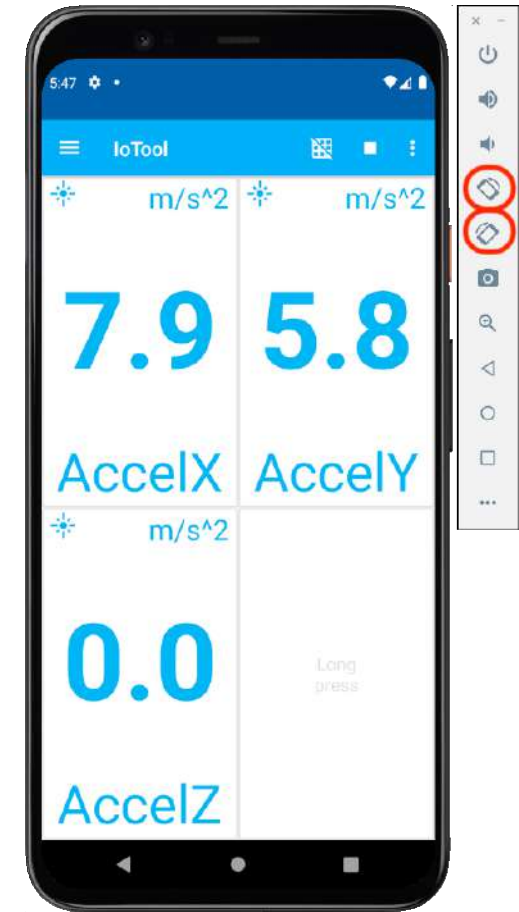 5:47
IoTool
m/s^2
7.9
AccelX
m/s^2
5.8
AccelY
m/s^2
0.0
AccelZ
Long
press